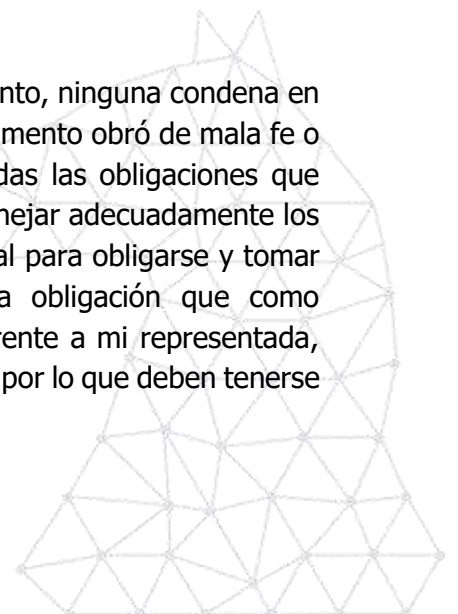 nto, ninguna condena en
mento obró de mala fe o
das las obligaciones que
nejar adecuadamente los
al para obligarse y tomar
a obligación que como
rente a mi representada,
por lo que deben tenerse